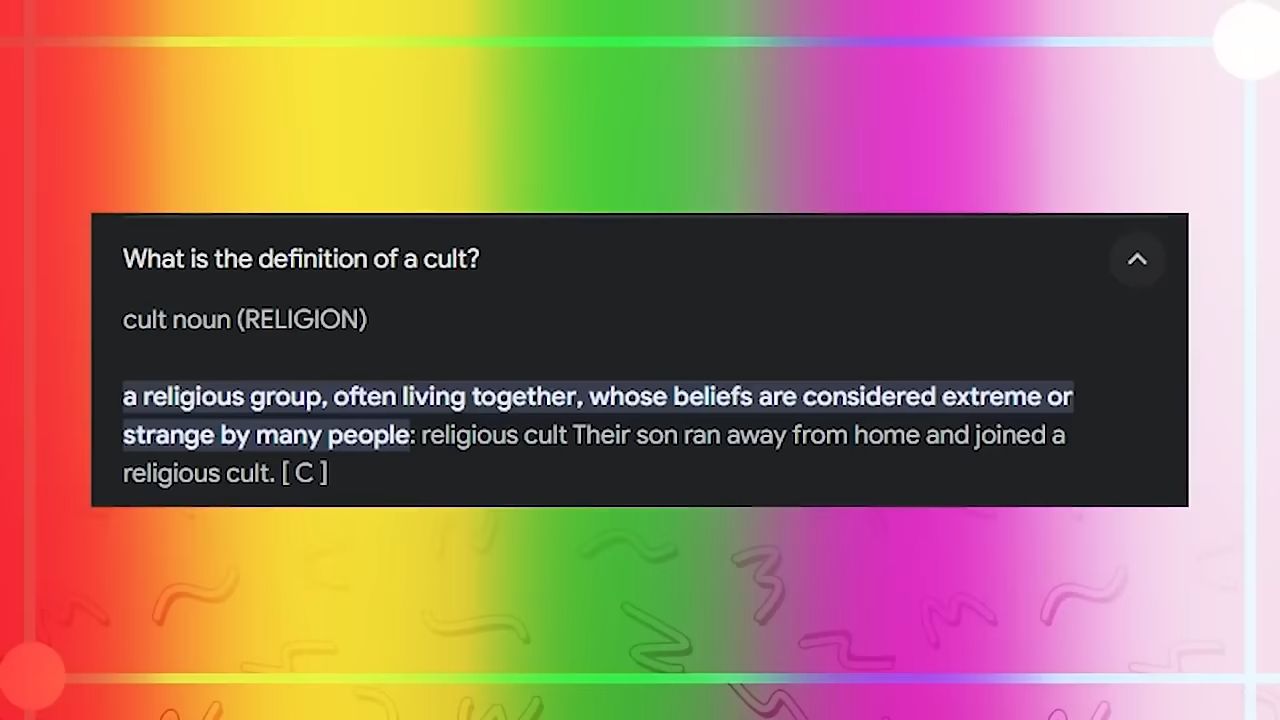 What is the definition of a cult?
cult noun (RELIGION)
a religious group, often living together, whose beliefs are considered extreme or
strange by many people: religious cult Their son ran away from home and joined a
religious cult. [ C ]